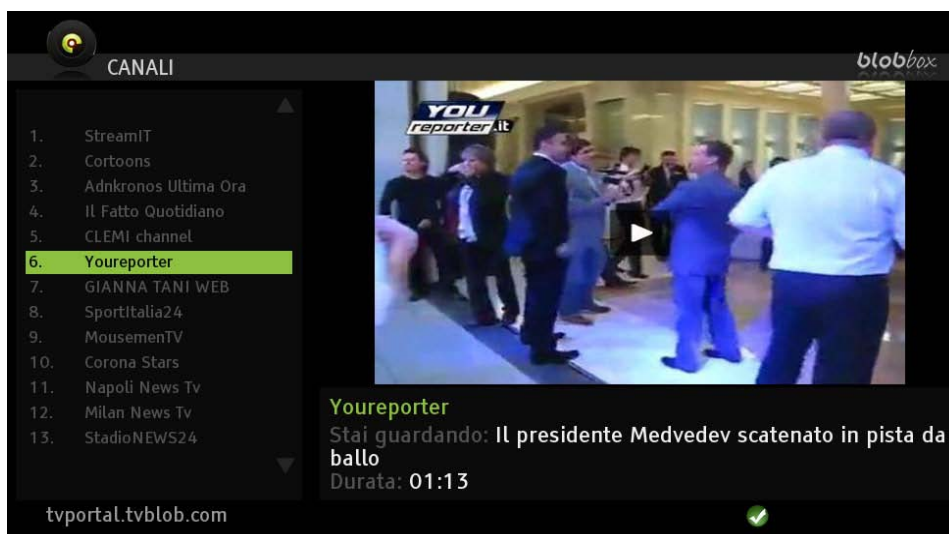 CANALI
blobbox
1. StreamIT
2. Cortoons
3. Adnkronos Ultima Ora
4. Il Fatto Quotidiano
5. CLEMI channel
6. Youreporter
7. GIANNA TANI WEB
8. SportItalia24
9. MousemenTV
10. Corona Stars
11. Napoli News Tv
12. Milan News Tv
13. StadioNEWS24
YOU
reporter.it
Youreporter
Stai guardando: Il presidente Medvedev scatenato in pista da
ballo
Durata: 01:13
tvportal.tvblob.com